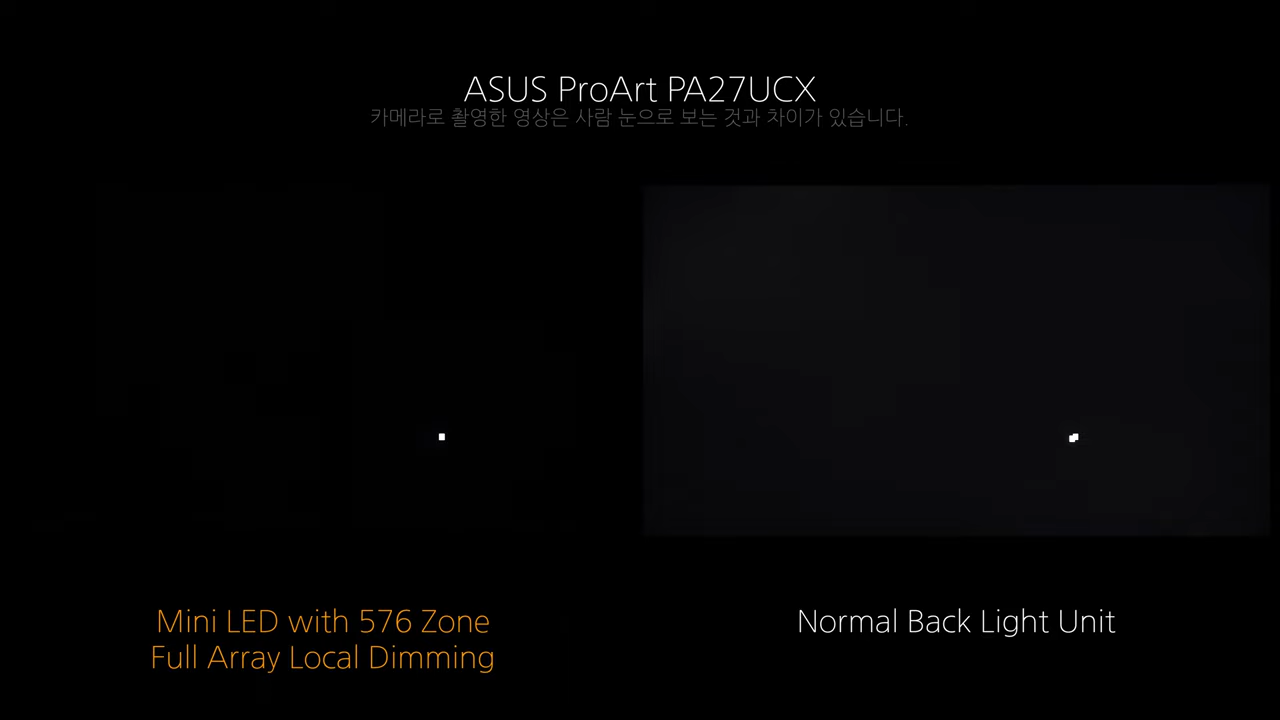 ASUS ProArt PA27UCX
카메라로 촬영한 영상은 사람 눈으로 보는 것과 차이가 있습니다.
Mini LED with 576 Zone
Full Array Local Dimming
Normal Back Light Unit